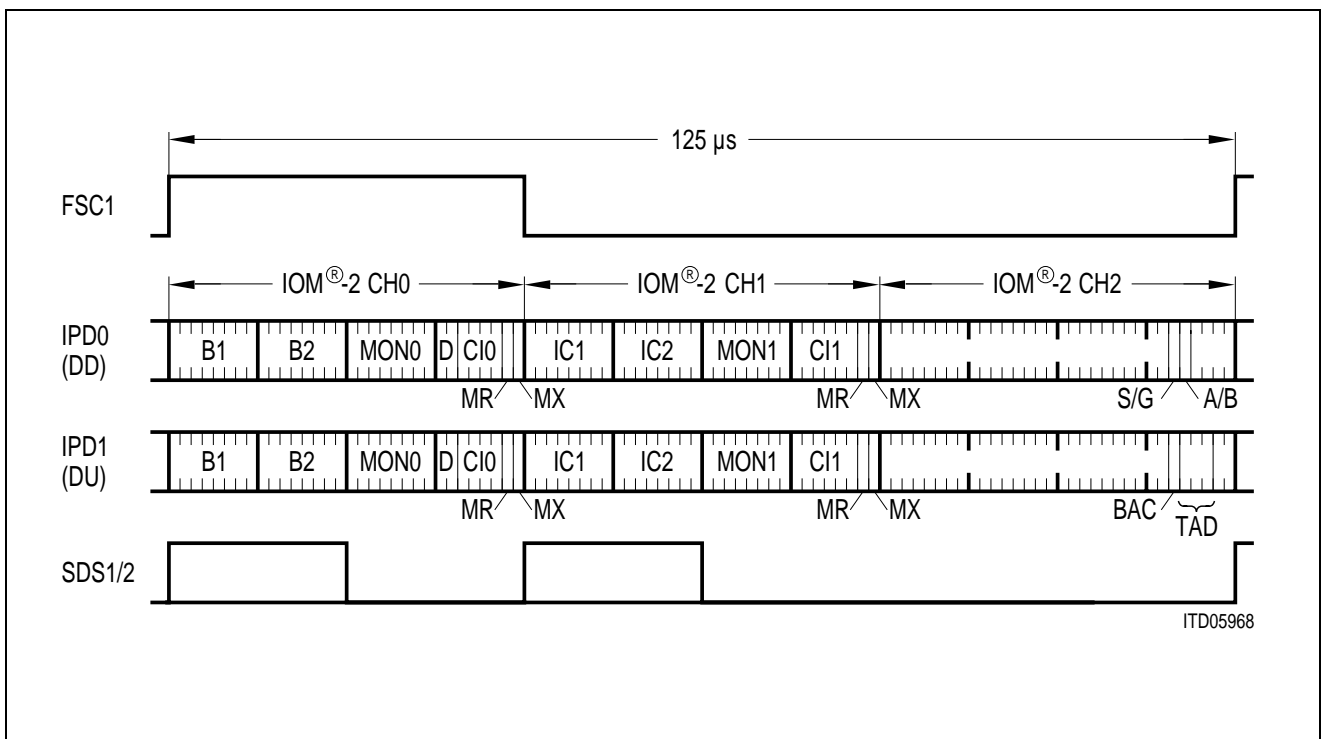 125 µs
FSC1
IOM®-2 CH0 IOM®-2 CH1 IOM®-2 CH2
IPD0
(DD)
B1 B2 MON0 D CI0 IC1 IC2 MON1 CI1
MR MX MR MX S/G A/B
IPD1
(DU)
B1 B2 MON0 D CI0 IC1 IC2 MON1 CI1
MR MX MR MX BAC TAD
SDS1/2
ITD05968